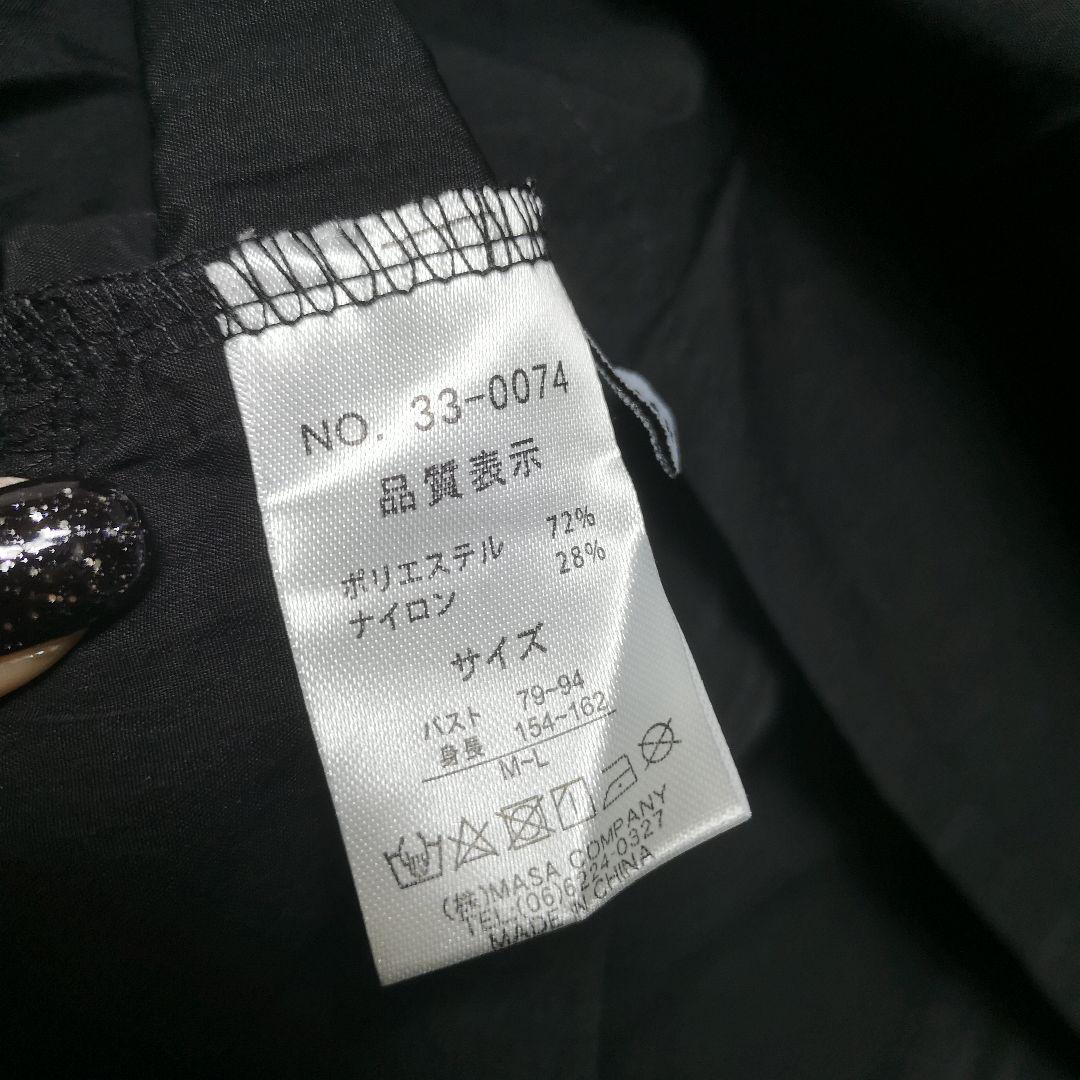 NO. 33-0074
品質表示
ポリエステル 72%
ナイロン 28%
サイズ
バスト 79~94
身長 154~162
M~L
(株)MASA COMPANY
TEL.(06)6224-0327
MADE IN CHINA